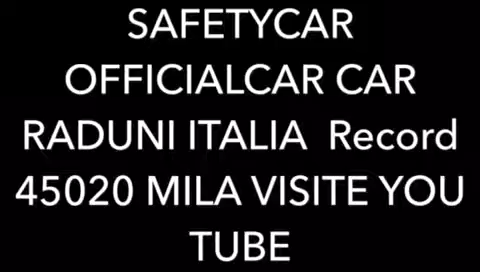 SAFETYCAR
OFFICIALCAR CAR
RADUNI ITALIA Record
45020 MILA VISITE YOU
TUBE